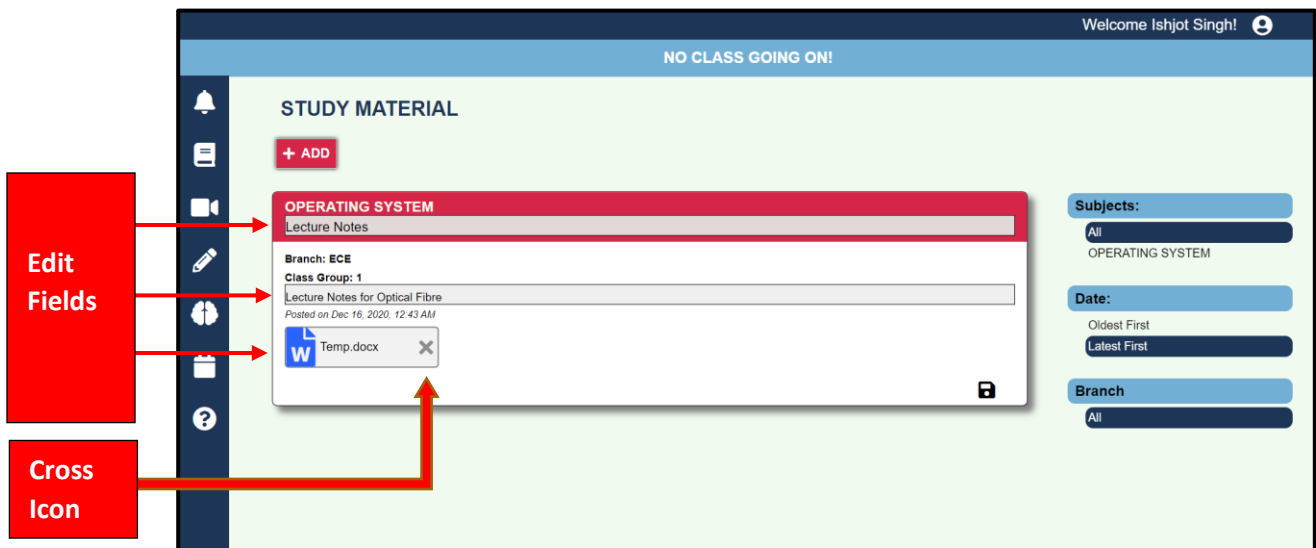 Welcome Ishjot Singh!
NO CLASS GOING ON!
STUDY MATERIAL
+ ADD
OPERATING SYSTEM
Lecture Notes
Branch: ECE
Class Group: 1
Lecture Notes for Optical Fibre
Posted on Dec 16, 2020, 12:43 AM
W Temp.docx
Subjects:
All
OPERATING SYSTEM
Date:
Oldest First
Latest First
Branch
All
Edit
Fields
Cross
Icon